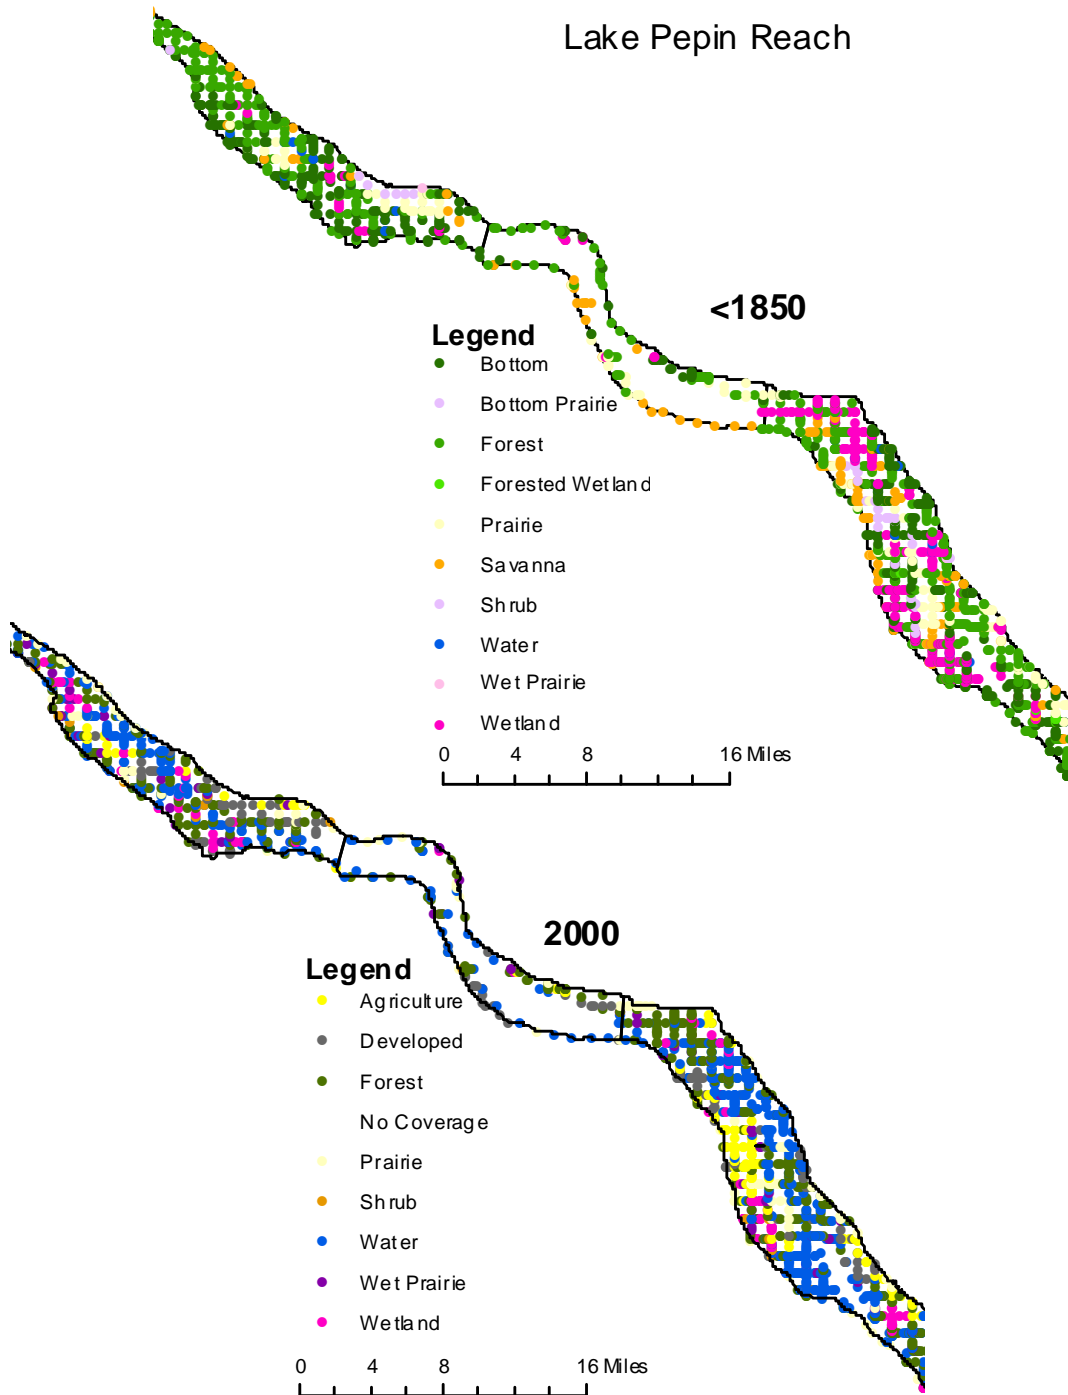 Lake Pepin Reach
<1850
Legend
Bottom
Bottom Prairie
Forest
Forested Wetland
Prairie
Savanna
Shrub
Water
Wet Prairie
Wetland
0 4 8 16 Miles
2000
Legend
Agriculture
Developed
Forest
No Coverage
Prairie
Shrub
Water
Wet Prairie
Wetland
0 4 8 16 Miles